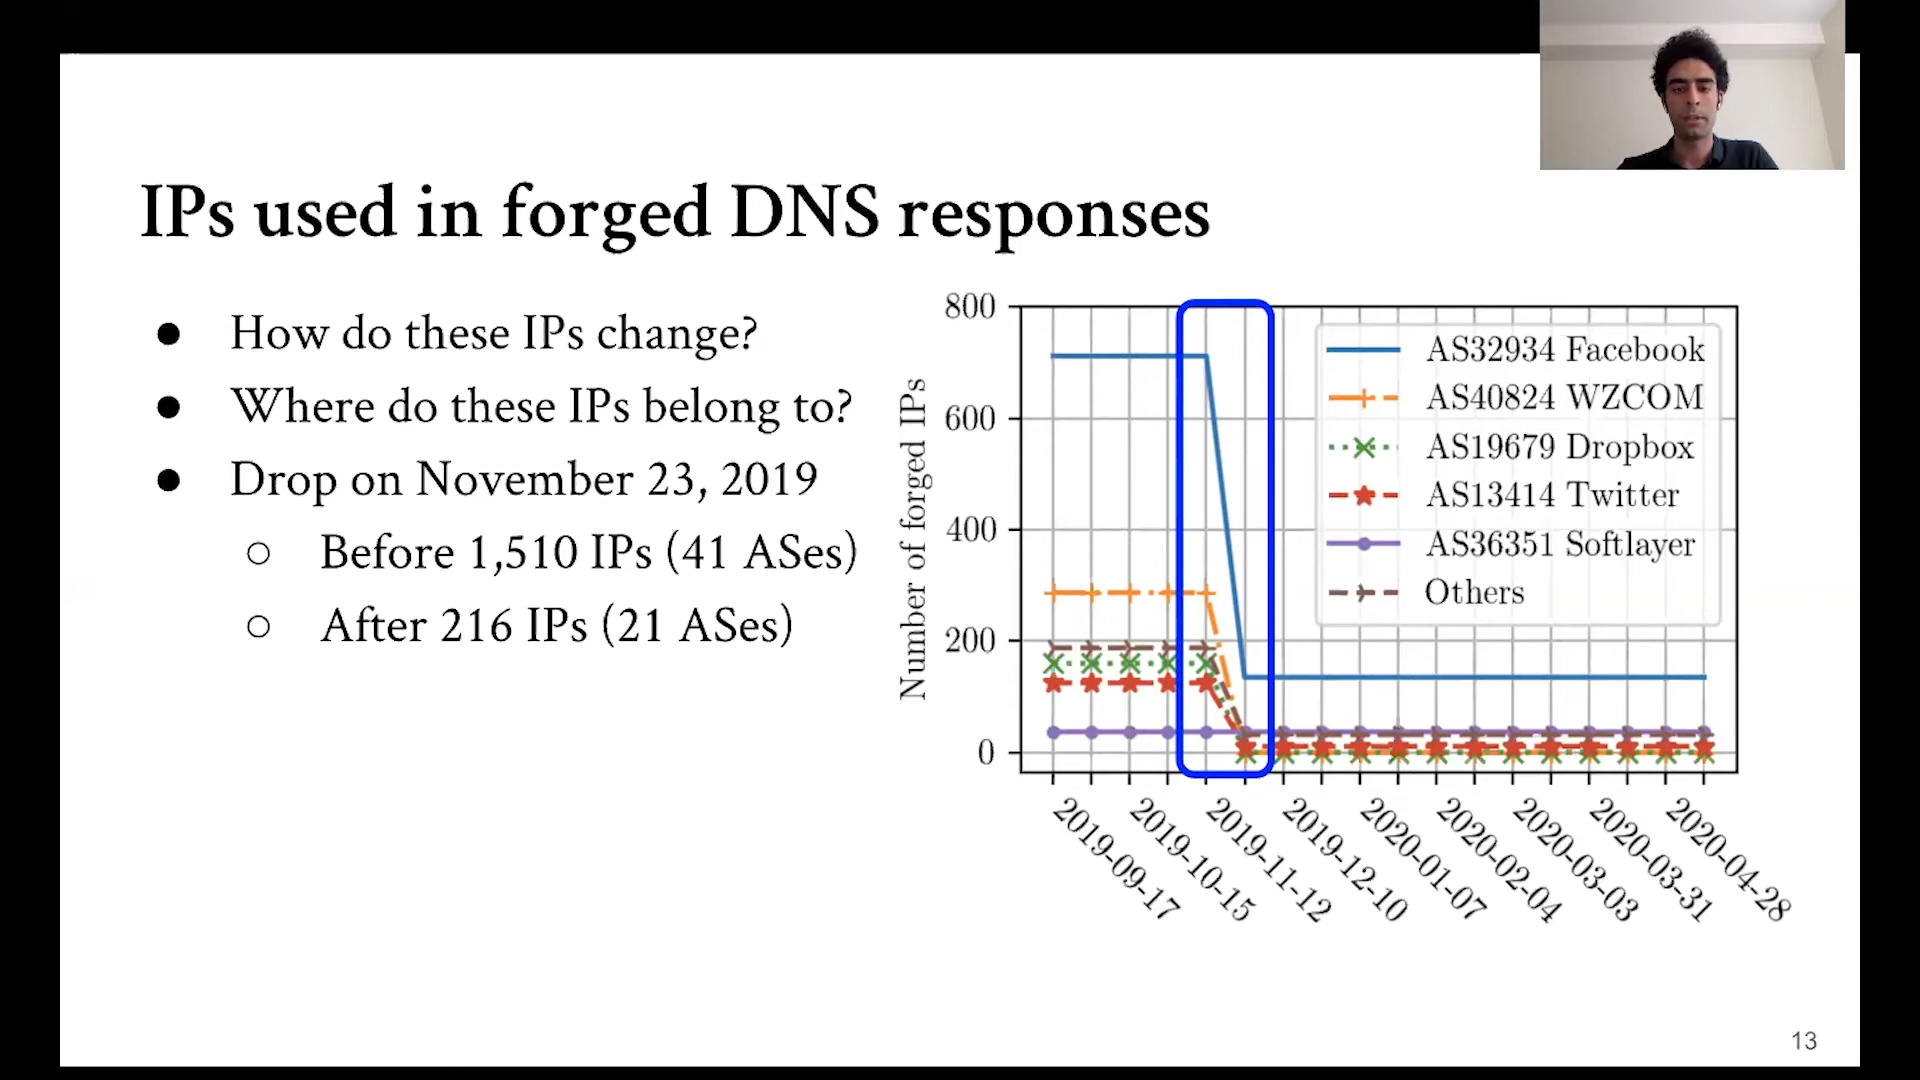 IPs used in forged DNS responses
● How do these IPs change?
● Where do these IPs belong to?
● Drop on November 23, 2019
○ Before 1,510 IPs (41 ASes)
○ After 216 IPs (21 ASes)
Number of forged IPs
800
600
400
200
0
AS32934 Facebook
AS40824 WZCOM
AS19679 Dropbox
AS13414 Twitter
AS36351 Softlayer
Others
2019-09-17
2019-10-15
2019-11-12
2019-12-10
2020-01-07
2020-02-04
2020-03-03
2020-03-31
2020-04-28
13